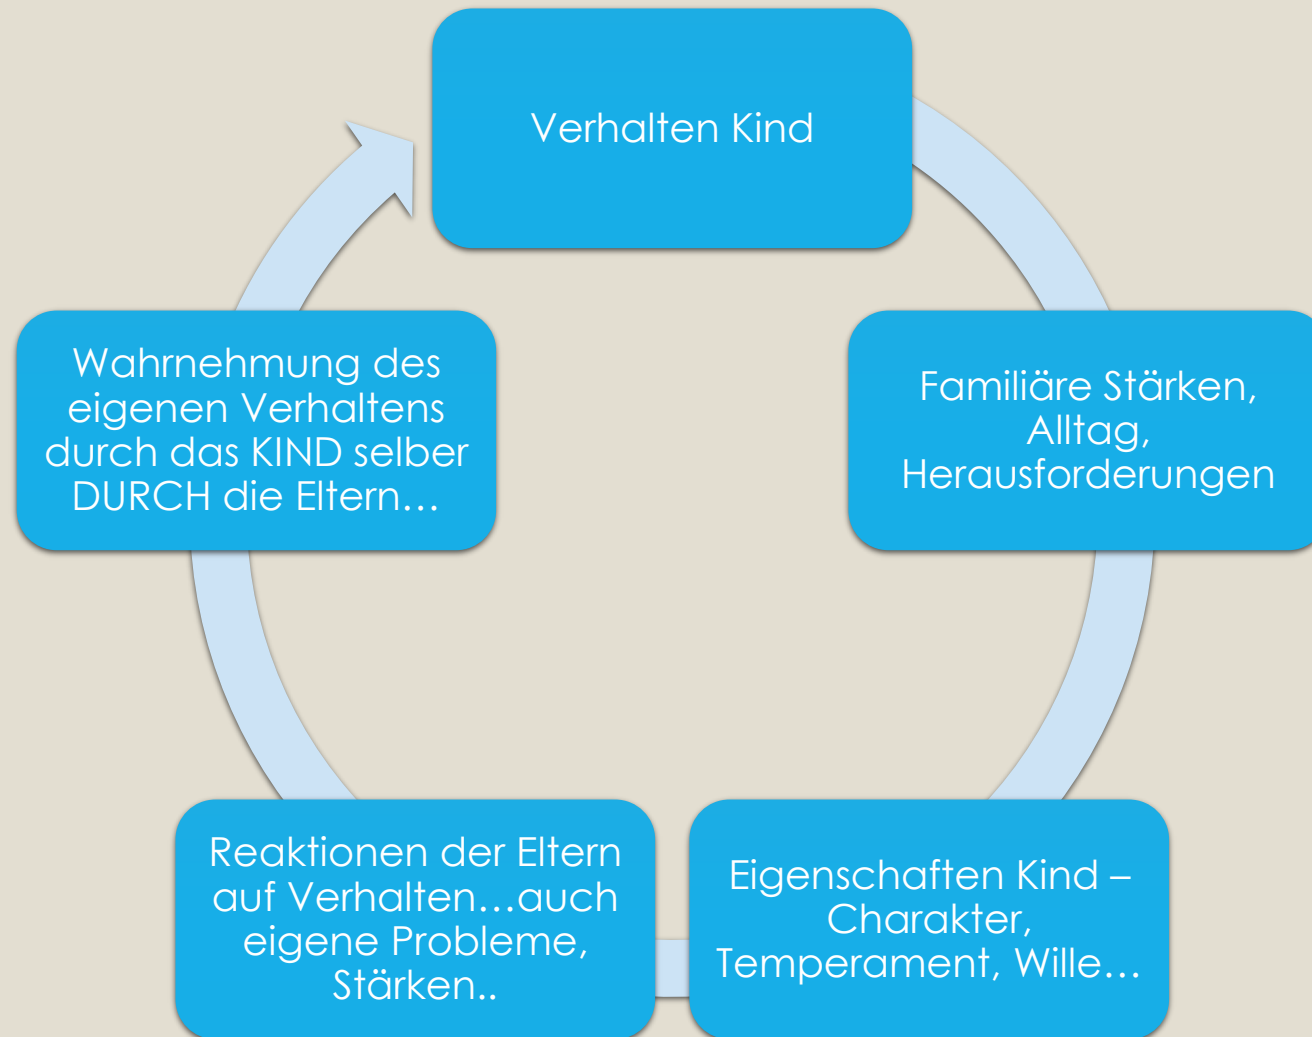 Verhalten Kind
Familiäre Stärken,
Alltag,
Herausforderungen
Eigenschaften Kind –
Charakter,
Temperament, Wille…
Reaktionen der Eltern
auf Verhalten…auch
eigene Probleme,
Stärken..
Wahrnehmung des
eigenen Verhaltens
durch das KIND selber
DURCH die Eltern…